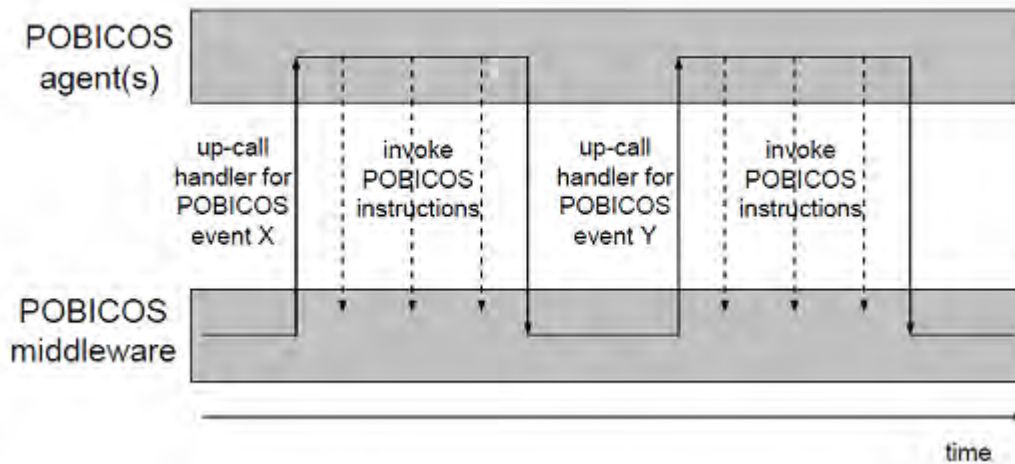 POBICOS
agent(s)
up-call
handler for
POBICOS
event X
invoke
POBICOS
instructions
up-call
handler for
POBICOS
event Y
invoke
POBICOS
instructions
POBICOS
middleware
time